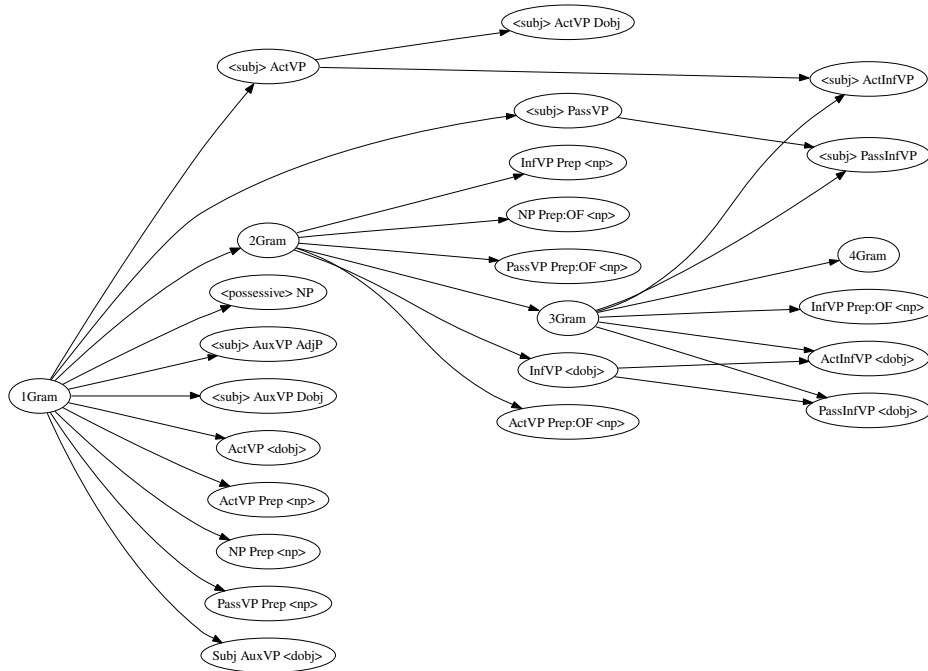 <subj> ActVP Dobj
<subj> ActVP
<subj> ActInfVP
<subj> PassVP
<subj> PassInfVP
InfVP Prep <np>
NP Prep:OF <np>
2Gram
4Gram
PassVP Prep:OF <np>
<possessive> NP
InfVP Prep:OF <np>
3Gram
<subj> AuxVP AdjP
ActInfVP <dobj>
InfVP <dobj>
1Gram
<subj> AuxVP Dobj
PassInfVP <dobj>
ActVP Prep:OF <np>
ActVP <dobj>
ActVP Prep <np>
NP Prep <np>
PassVP Prep <np>
Subj AuxVP <dobj>